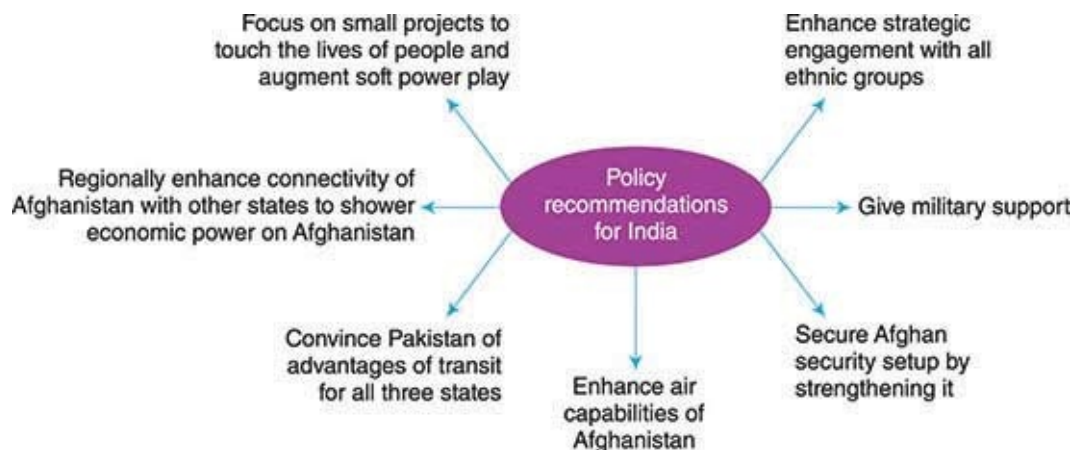 Focus on small projects to
touch the lives of people and
augment soft power play
Enhance strategic
engagement with all
ethnic groups
Policy
recommendations
for India
Regionally enhance connectivity of
Afghanistan with other states to shower
economic power on Afghanistan
Give military support
Convince Pakistan of
advantages of transit
for all three states
Enhance air
capabilities of
Afghanistan
Secure Afghan
security setup by
strengthening it